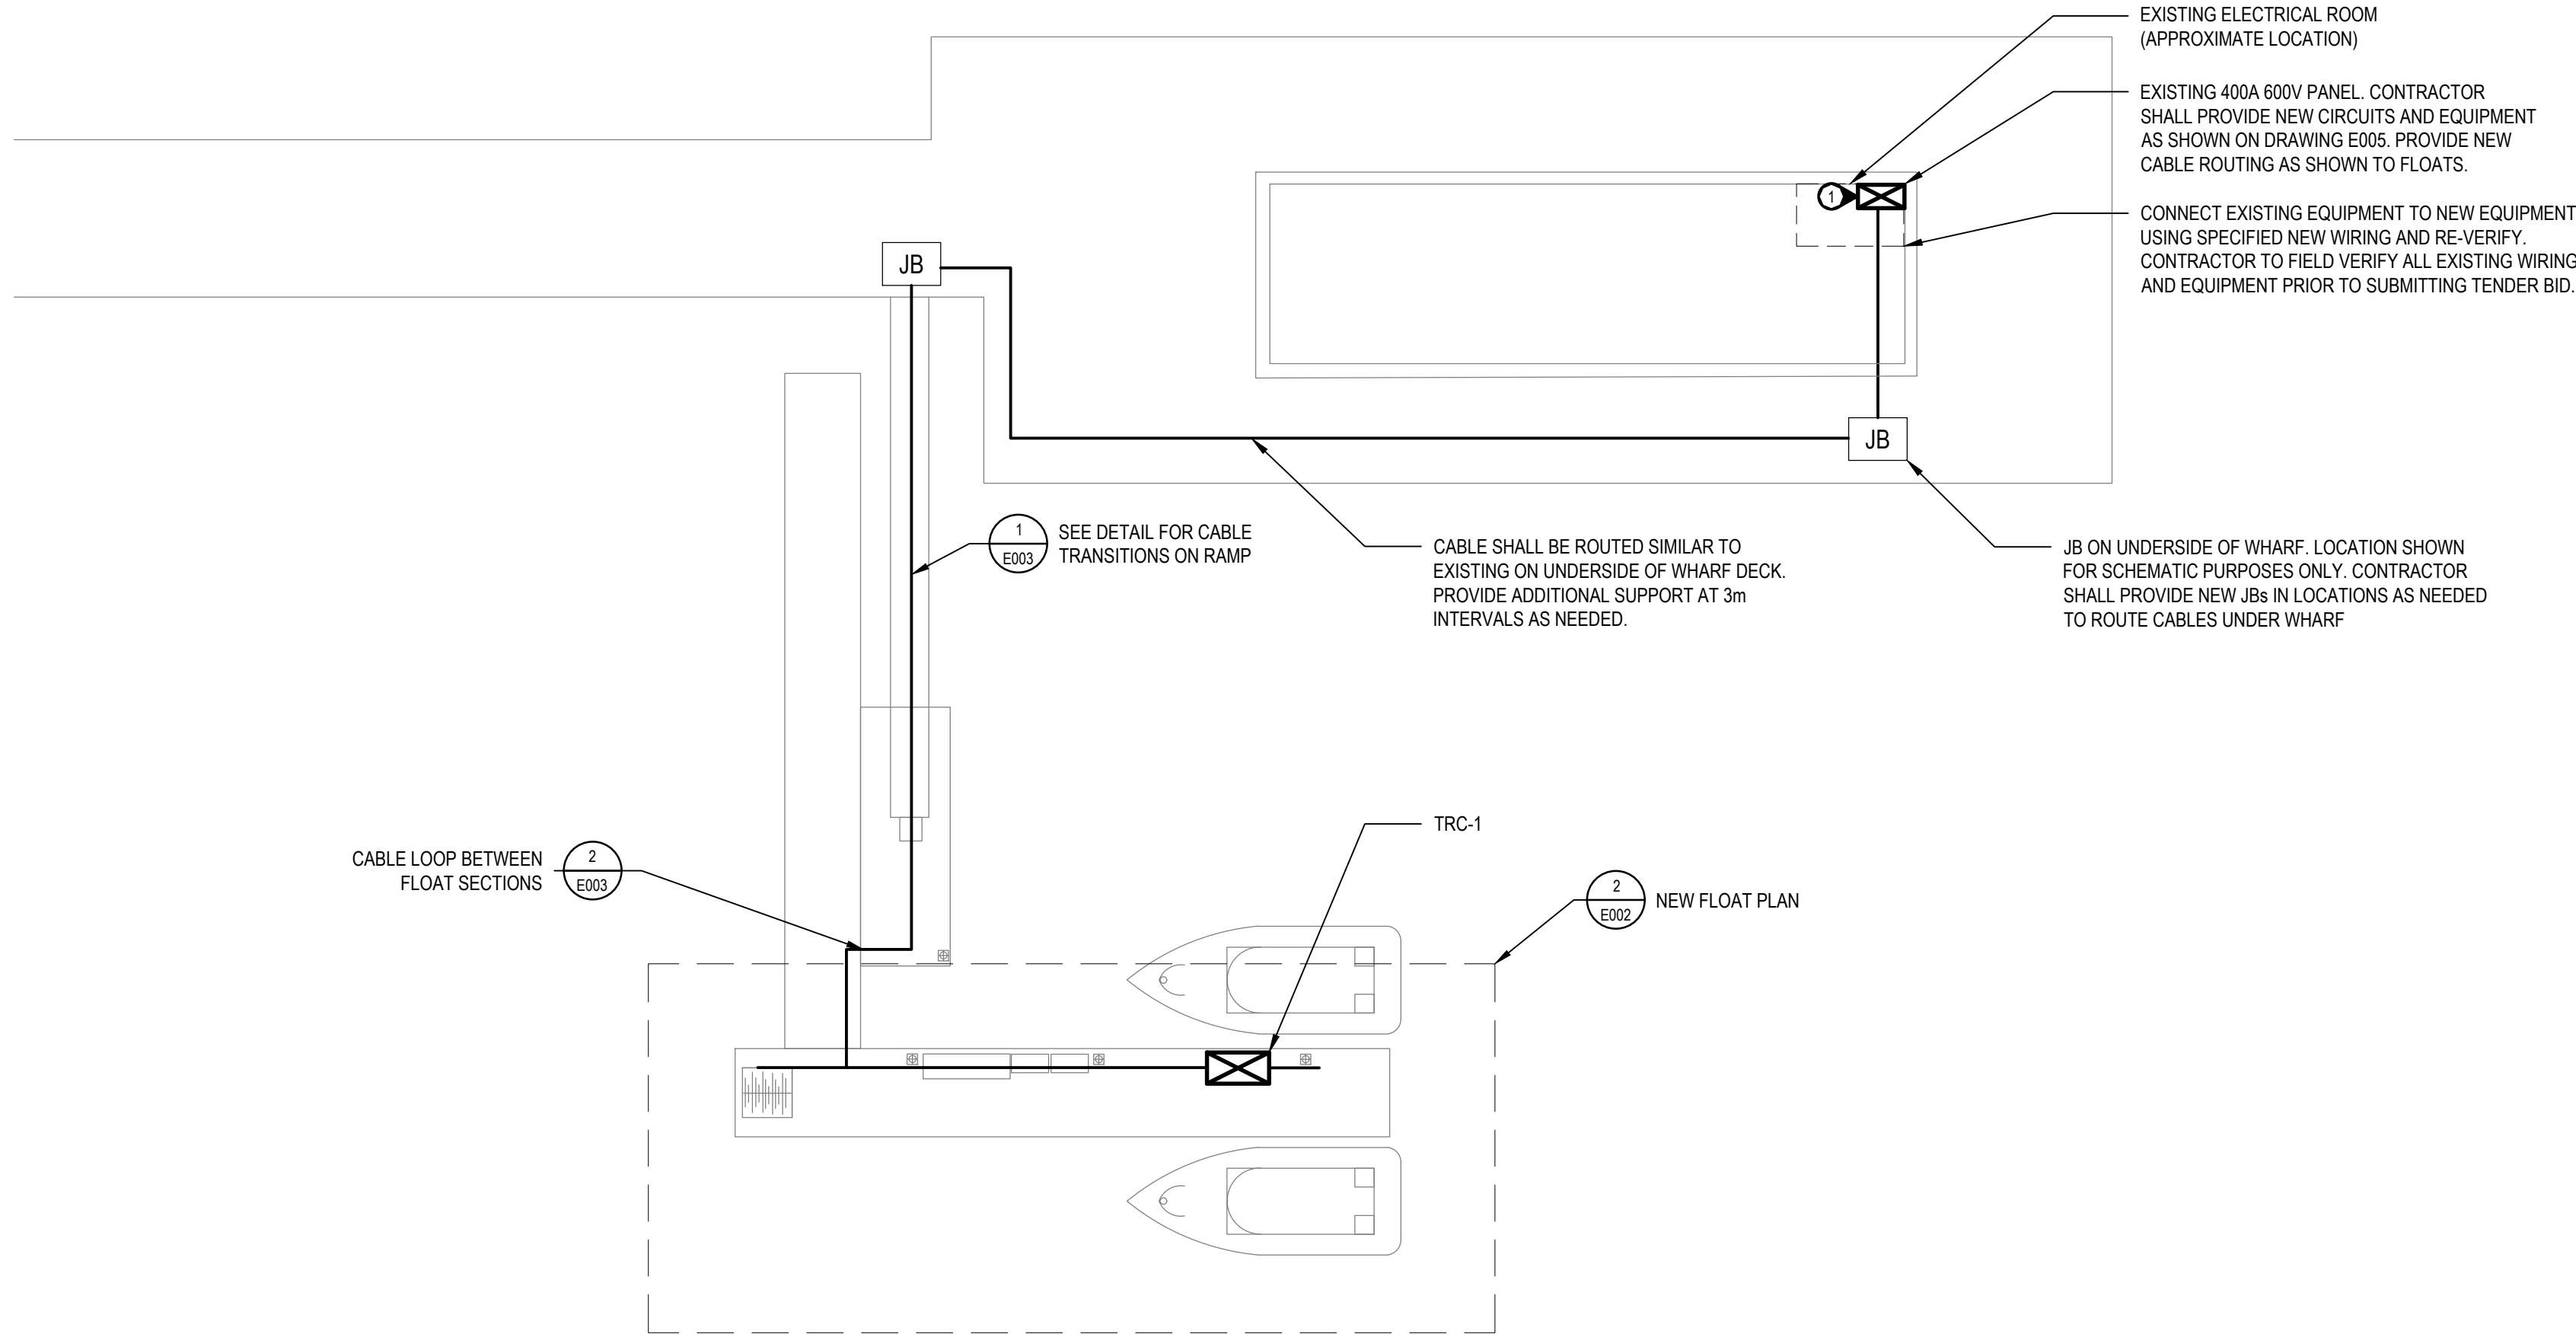 EXISTING ELECTRICAL ROOM
(APPROXIMATE LOCATION)
EXISTING 400A 600V PANEL. CONTRACTOR
SHALL PROVIDE NEW CIRCUITS AND EQUIPMENT
AS SHOWN ON DRAWING E005. PROVIDE NEW
CABLE ROUTING AS SHOWN TO FLOATS.
1
CONNECT EXISTING EQUIPMENT TO NEW EQUIPMENT
USING SPECIFIED NEW WIRING AND RE-VERIFY.
CONTRACTOR TO FIELD VERIFY ALL EXISTING WIRING
AND EQUIPMENT PRIOR TO SUBMITTING TENDER BID.
JB
JB
1
E003
SEE DETAIL FOR CABLE
TRANSITIONS ON RAMP
CABLE SHALL BE ROUTED SIMILAR TO
EXISTING ON UNDERSIDE OF WHARF DECK.
PROVIDE ADDITIONAL SUPPORT AT 3m
INTERVALS AS NEEDED.
JB ON UNDERSIDE OF WHARF. LOCATION SHOWN
FOR SCHEMATIC PURPOSES ONLY. CONTRACTOR
SHALL PROVIDE NEW JBs IN LOCATIONS AS NEEDED
TO ROUTE CABLES UNDER WHARF
TRC-1
CABLE LOOP BETWEEN
FLOAT SECTIONS
2
E003
2
E002
NEW FLOAT PLAN